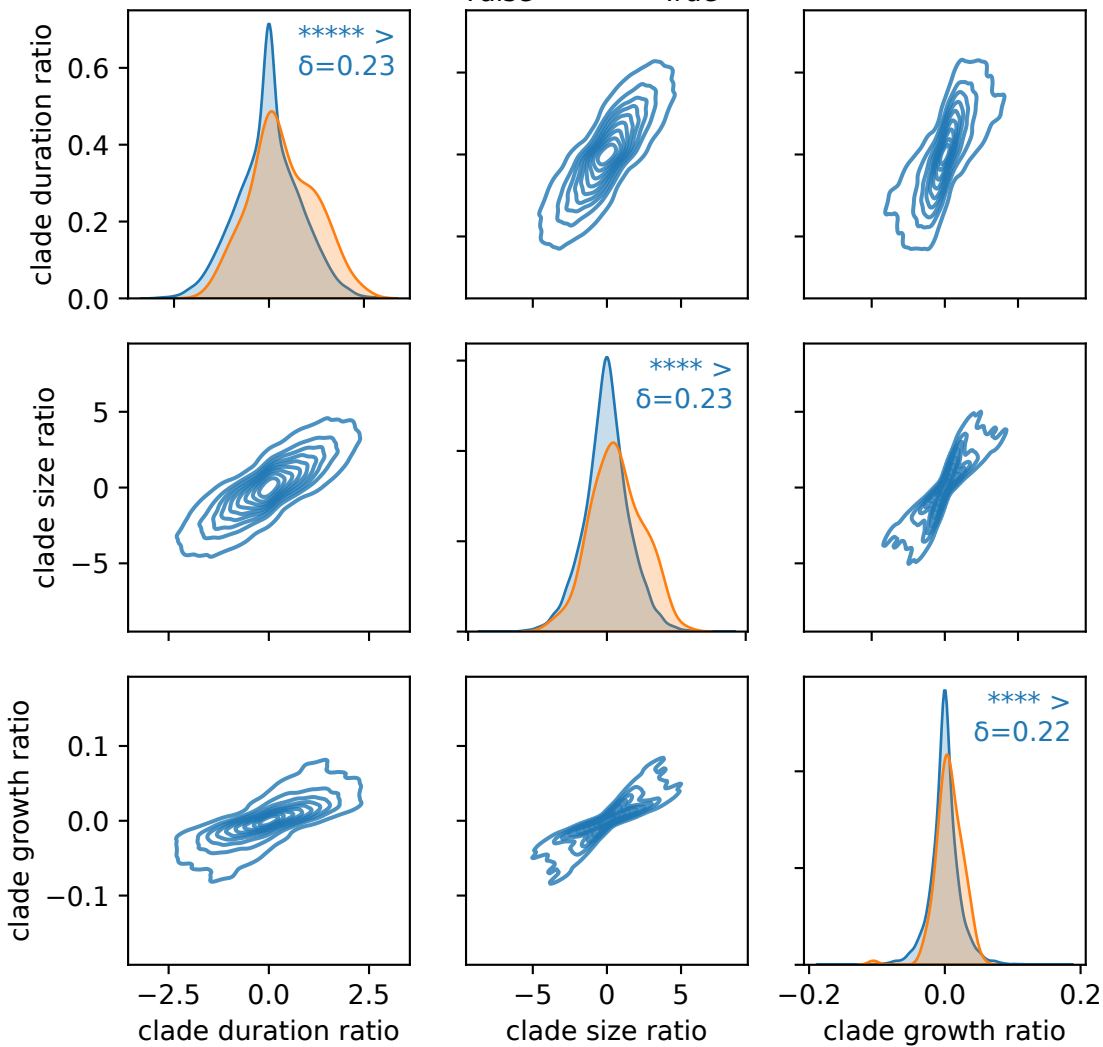 clade duration ratio
0.6
0.4
0.2
0.0
***** >
δ=0.23
clade size ratio
5
0
−5
**** >
δ=0.23
clade growth ratio
0.1
0.0
−0.1
**** >
δ=0.22
−2.5 0.0 2.5
clade duration ratio
−5 0 5
clade size ratio
−0.2 0.0 0.2
clade growth ratio